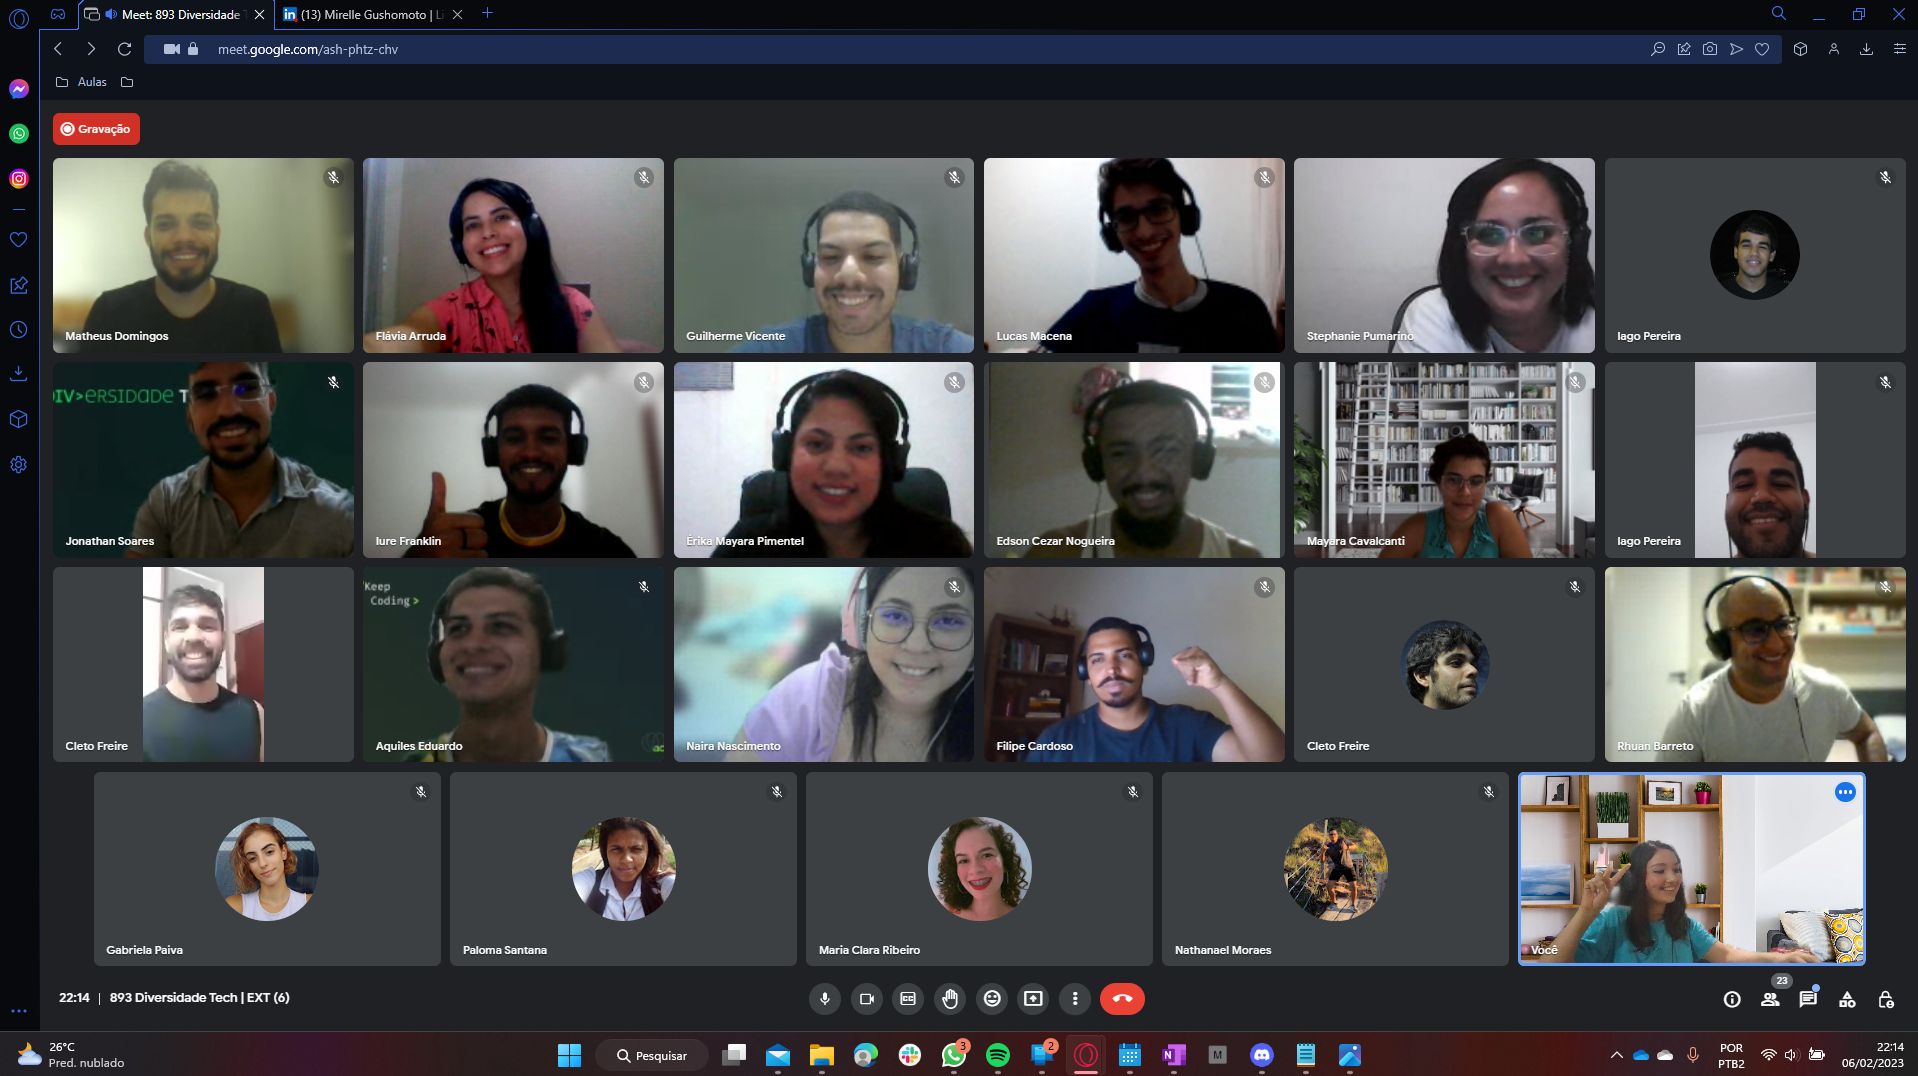 Meet: 893 Diversidade T
(13) Mirelle Gushomoto | Li
meet.google.com/ash-phtz-chv
Aulas
Gravação
Matheus Domingos
Flávia Arruda
Guilherme Vicente
Lucas Macena
Stephanie Pumarino
Iago Pereira
DIV>ERSIDADE T
Jonathan Soares
Iure Franklin
Érika Mayara Pimentel
Edson Cezar Nogueira
Mayara Cavalcanti
Iago Pereira
Cleto Freire
Keep
Coding >
Aquiles Eduardo
Naira Nascimento
Filipe Cardoso
Cleto Freire
Rhuan Barreto
Gabriela Paiva
Paloma Santana
Maria Clara Ribeiro
Nathanael Moraes
Você
22:14 | 893 Diversidade Tech | EXT (6)
23
26°C
Pred. nublado
Pesquisar
3
2
POR
PTB2
22:14
06/02/2023